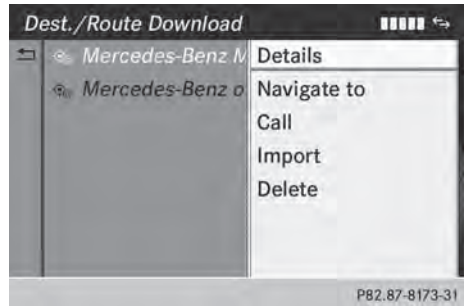 Dest./Route Download
Mercedes-Benz M
Mercedes-Benz o
Details
Navigate to
Call
Import
Delete
P82.87-8173-31